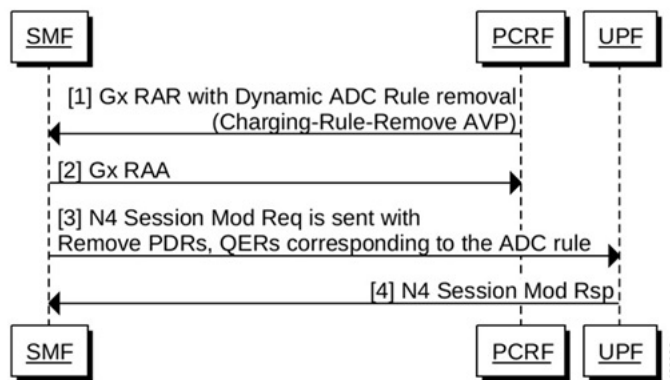 SMF PCRF UPF
[1] Gx RAR with Dynamic ADC Rule removal
(Charging-Rule-Remove AVP)
[2] Gx RAA
[3] N4 Session Mod Req is sent with
Remove PDRs, QERs corresponding to the ADC rule
[4] N4 Session Mod Rsp
SMF PCRF UPF